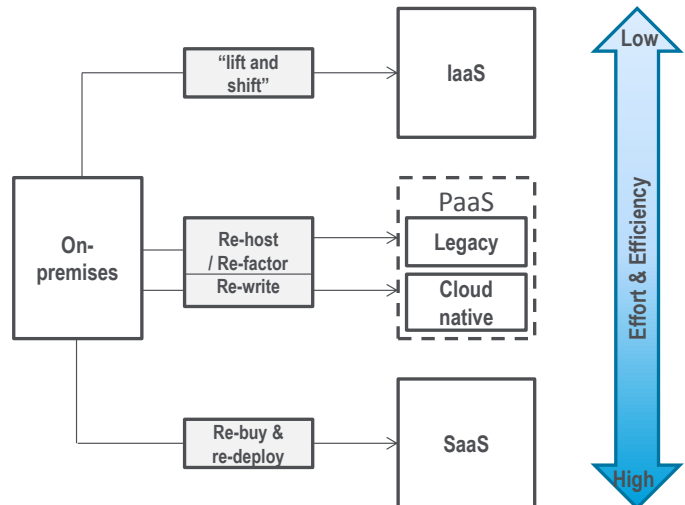 “lift and
shift”
IaaS
Low
On-
premises
Re-host
/ Re-factor
Re-write
PaaS
Legacy
Cloud
native
Effort & Efficiency
Re-buy &
re-deploy
SaaS
High